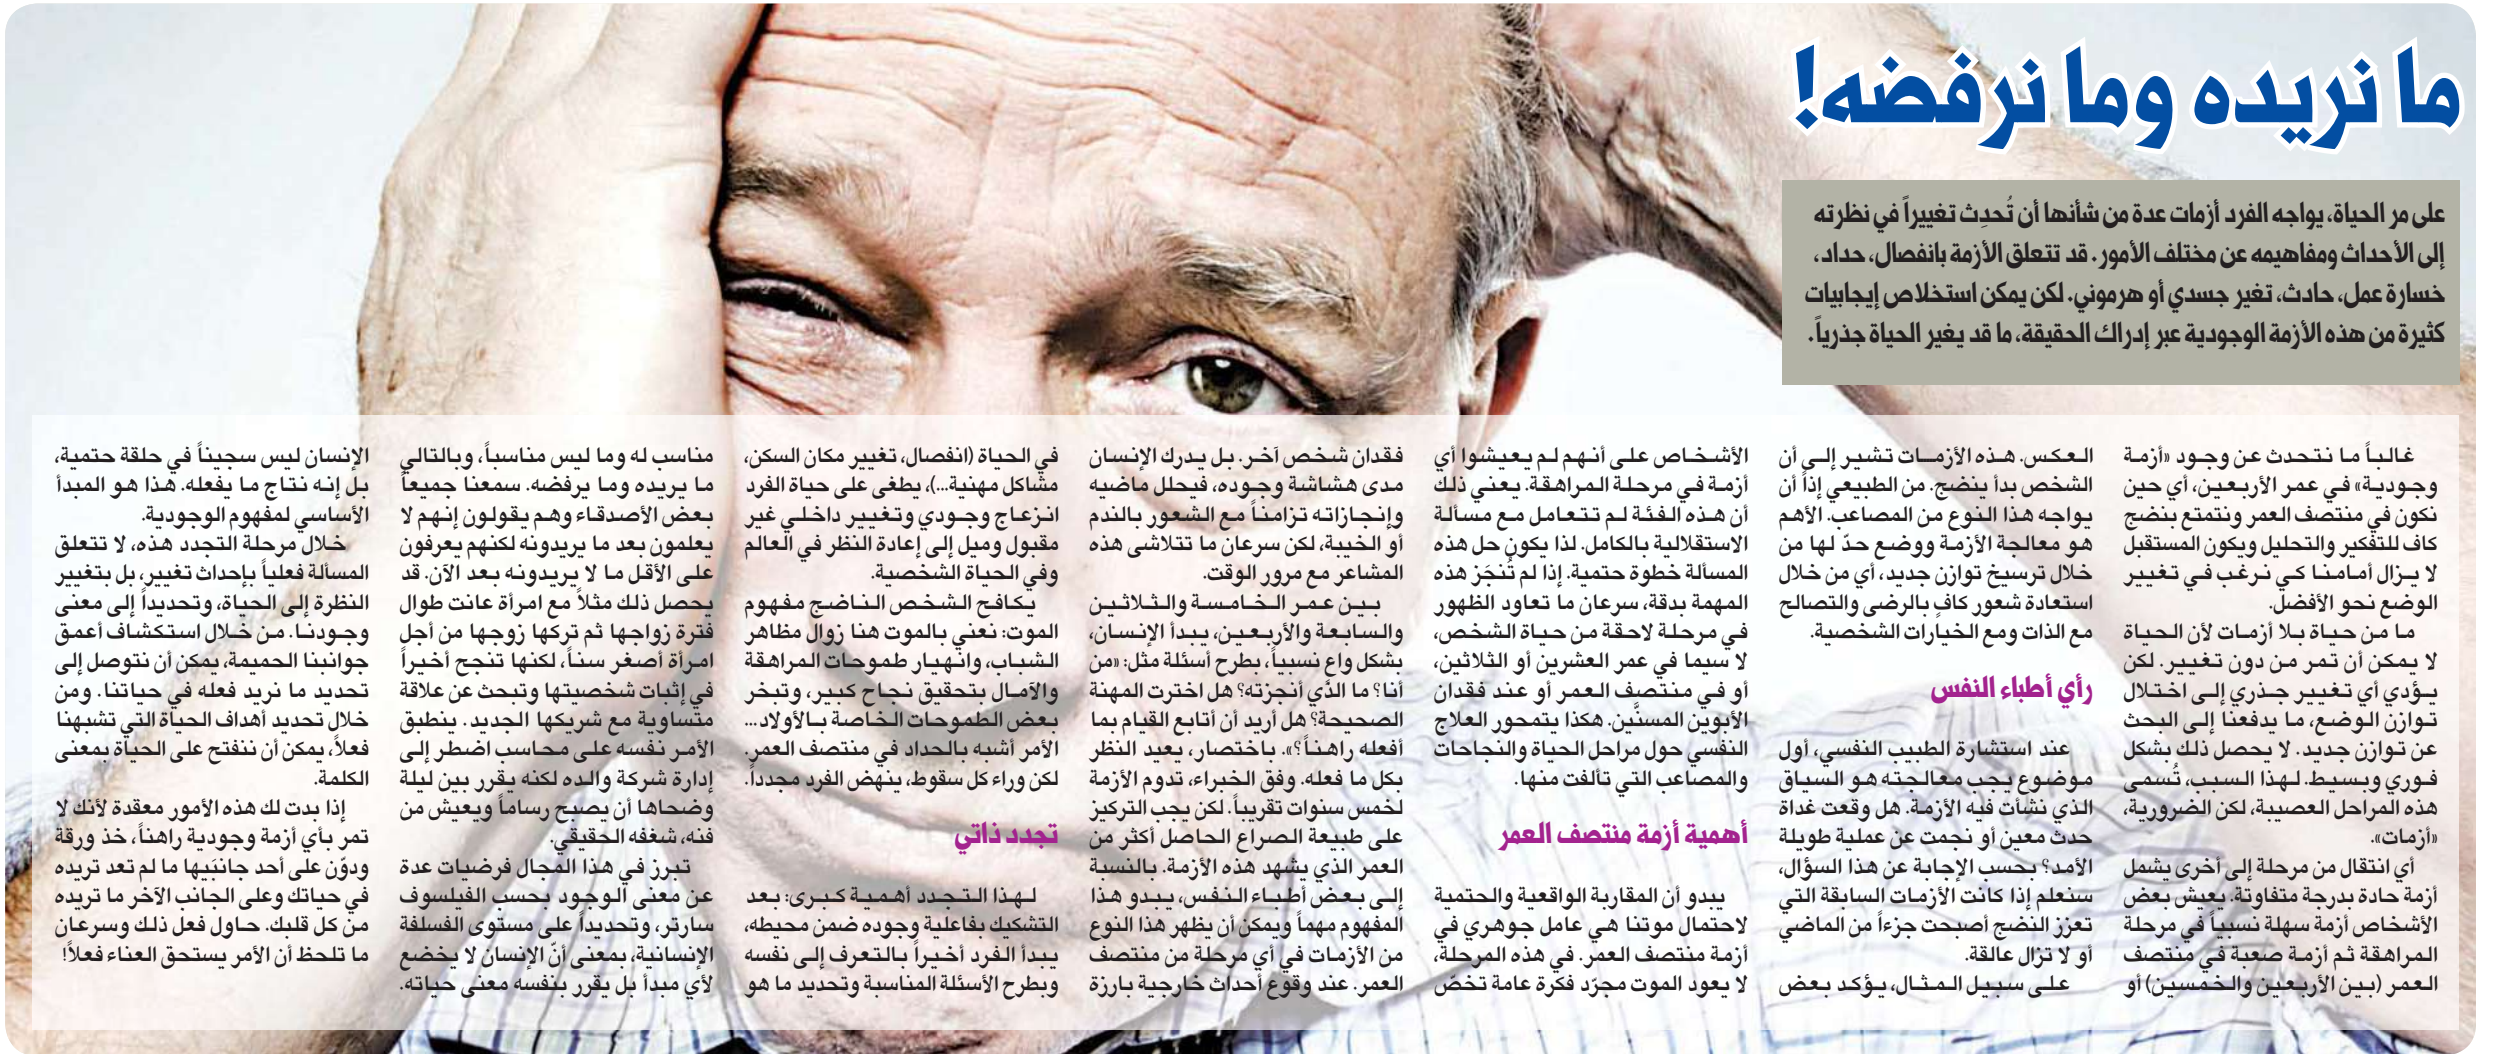 ما نريده وما نرفضه!
على مر الحياة، يواجه الفرد أزمات عدة من شأنها أن تُحدِث تغييراً في نظرته
إلى الأحداث ومفاهيمه عن مختلف الأمور. قد تتعلق الأزمة بانفصال، حداد،
خسارة عمل، حادث، تغير جسدي أو هرموني. لكن يمكن استخلاص إيجابيات
كثيرة من هذه الأزمة الوجودية عبر إدراك الحقيقة، ما قد يغير الحياة جذرياً.
غالباً ما نتحدث عن وجود «أزمة
وجودية» في عمر الأربعين، أي حين
نكون في منتصف العمر ونتمتع بنضج
كاف للتفكير والتحليل ويكون المستقبل
لا يزال أمامنا كي نرغب في تغيير
الوضع نحو الأفضل.
ما من حياة بلا أزمات لأن الحياة
لا يمكن أن تمر من دون تغيير. لكن
يؤدي أي تغيير جذري إلى اختلال
توازن الوضع، ما يدفعنا إلى البحث
عن توازن جديد. لا يحصل ذلك بشكل
فوري وبسيط. لهذا السبب، تُسمى
هذه المراحل العصيبة، لكن الضرورية،
«أزمات».
أي انتقال من مرحلة إلى أخرى يشمل
أزمة حادة بدرجة متفاوتة. يعيش بعض
الأشخاص أزمة سهلة نسبياً في مرحلة
المراهقة ثم أزمة صعبة في منتصف
العمر (بين الأربعين والخمسين) أو
العكس. هذه الأزمات تشير إلى أن
الشخص بدأ ينضج. من الطبيعي إذاً أن
يواجه هذا النوع من المصاعب. الأهم
هو معالجة الأزمة ووضع حدّ لها من
خلال ترسيخ توازن جديد، أي من خلال
استعادة شعور كافٍ بالرضى والتصالح
مع الذات ومع الخيارات الشخصية.
رأي أطباء النفس
عند استشارة الطبيب النفسي، أول
موضوع يجب معالجته هو السياق
الذي نشأت فيه الأزمة. هل وقعت غداة
حدث معين أو نجمت عن عملية طويلة
الأمد؟ بحسب الإجابة عن هذا السؤال،
سنعلم إذا كانت الأزمات السابقة التي
تعزز النضج أصبحت جزءاً من الماضي
أو لا تزال عالقة.
على سبيل المثال، يؤكد بعض
الأشخاص على أنهم لم يعيشوا أي
أزمة في مرحلة المراهقة. يعني ذلك
أن هذه الفئة لم تتعامل مع مسألة
الاستقلالية بالكامل. لذا يكون حل هذه
المسألة خطوة حتمية. إذا لم تُنجَز هذه
المهمة بدقة، سرعان ما تعاود الظهور
في مرحلة لاحقة من حياة الشخص،
لا سيما في عمر العشرين أو الثلاثين،
أو في منتصف العمر أو عند فقدان
الأبوين المسنَّين. هكذا يتمحور العلاج
النفسي حول مراحل الحياة والنجاحات
والمصاعب التي تألفت منها.
أهمية أزمة منتصف العمر
يبدو أن المقاربة الواقعية والحتمية
لاحتمال موتنا هي عامل جوهري في
أزمة منتصف العمر. في هذه المرحلة،
لا يعود الموت مجرّد فكرة عامة تخصّ
فقدان شخص آخر. بل يدرك الإنسان
مدى هشاشة وجوده، فيحلل ماضيه
وإنجازاته تزامناً مع الشعور بالندم
أو الخيبة، لكن سرعان ما تتلاشى هذه
المشاعر مع مرور الوقت.
بين عمر الخامسة والثلاثين
والسابعة والأربعين، يبدأ الإنسان،
بشكل واعٍ نسبياً، بطرح أسئلة مثل: «من
أنا؟ ما الذي أنجزته؟ هل اخترت المهنة
الصحيحة؟ هل أريد أن أتابع القيام بما
أفعله راهناً؟». باختصار، يعيد النظر
بكل ما فعله. وفق الخبراء، تدوم الأزمة
لخمس سنوات تقريباً. لكن يجب التركيز
على طبيعة الصراع الحاصل أكثر من
العمر الذي يشهد هذه الأزمة. بالنسبة
إلى بعض أطباء النفس، يبدو هذا
المفهوم مهماً ويمكن أن يظهر هذا النوع
من الأزمات في أي مرحلة من منتصف
العمر. عند وقوع أحداث خارجية بارزة
في الحياة (انفصال، تغيير مكان السكن،
مشاكل مهنية...)، يطغى على حياة الفرد
انزعاج وجودي وتغيير داخلي غير
مقبول وميل إلى إعادة النظر في العالم
وفي الحياة الشخصية.
يكافح الشخص الناضج مفهوم
الموت: نعني بالموت هنا زوال مظاهر
الشباب، وانهيار طموحات المراهقة
والآمال بتحقيق نجاح كبير، وتبخر
بعض الطموحات الخاصة بالأولاد...
الأمر أشبه بالحداد في منتصف العمر.
لكن وراء كل سقوط، ينهض الفرد مجدداً.
تجدد ذاتي
لهذا التجدد أهمية كبرى: بعد
التشكيك بفاعلية وجوده ضمن محيطه،
يبدأ الفرد أخيراً بالتعرف إلى نفسه
وبطرح الأسئلة المناسبة وتحديد ما هو
مناسب له وما ليس مناسباً، وبالتالي
ما يريده وما يرفضه. سمعنا جميعاً
بعض الأصدقاء وهم يقولون إنهم لا
يعلمون بعد ما يريدونه لكنهم يعرفون
على الأقل ما لا يريدونه بعد الآن. قد
يحصل ذلك مثلاً مع امرأة عانت طوال
فترة زواجها ثم تركها زوجها من أجل
امرأة أصغر سناً، لكنها تنجح أخيراً
في إثبات شخصيتها وتبحث عن علاقة
متساوية مع شريكها الجديد. ينطبق
الأمر نفسه على محاسب اضطر إلى
إدارة شركة والده لكنه يقرر بين ليلة
وضحاها أن يصبح رساماً ويعيش من
فنه، شغفه الحقيقي.
تبرز في هذا المجال فرضيات عدة
عن معنى الوجود بحسب الفيلسوف
سارتر، وتحديداً على مستوى الفسلفة
الإنسانية، بمعنى أنّ الإنسان لا يخضع
لأي مبدأ بل يقرر بنفسه معنى حياته.
الإنسان ليس سجيناً في حلقة حتمية،
بل إنه نتاج ما يفعله. هذا هو المبدأ
الأساسي لمفهوم الوجودية.
خلال مرحلة التجدد هذه، لا تتعلق
المسألة فعلياً بإحداث تغيير، بل بتغيير
النظرة إلى الحياة، وتحديداً إلى معنى
وجودنا. من خلال استكشاف أعمق
جوانبنا الحميمة، يمكن أن نتوصل إلى
تحديد ما نريد فعله في حياتنا. ومن
خلال تحديد أهداف الحياة التي تشبهنا
فعلاً، يمكن أن ننفتح على الحياة بمعنى
الكلمة.
إذا بدت لك هذه الأمور معقدة لأنك لا
تمر بأي أزمة وجودية راهناً، خذ ورقة
ودوّن على أحد جانبَيها ما لم تعد تريده
في حياتك وعلى الجانب الآخر ما تريده
من كل قلبك. حاول فعل ذلك وسرعان
ما تلحظ أن الأمر يستحق العناء فعلاً!